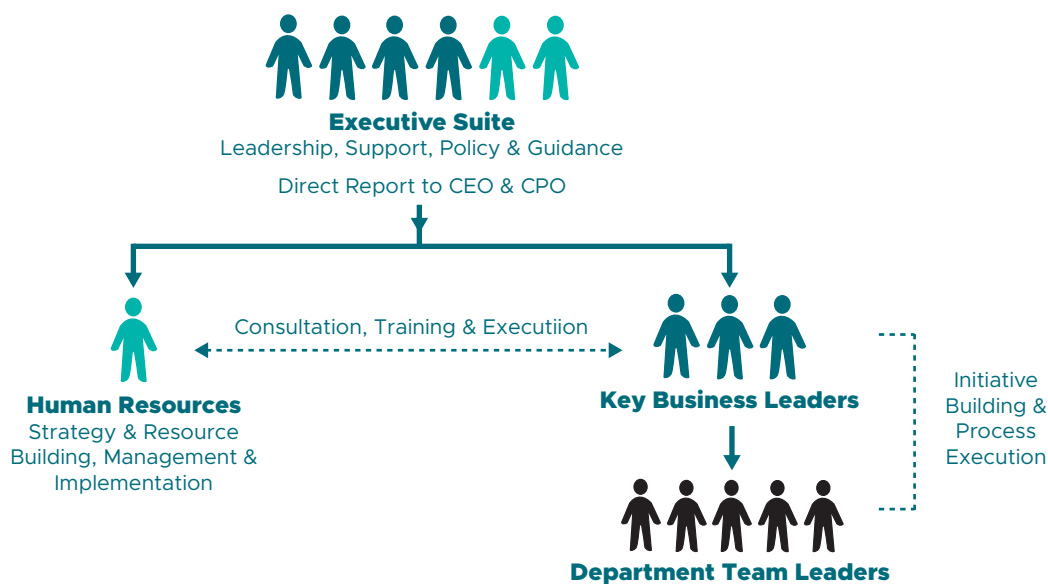 Executive Suite
Leadership, Support, Policy & Guidance
Direct Report to CEO & CPO
Consultation, Training & Executiion
Human Resources
Strategy & Resource
Building, Management &
Implementation
Key Business Leaders
Initiative
Building &
Process
Execution
Department Team Leaders